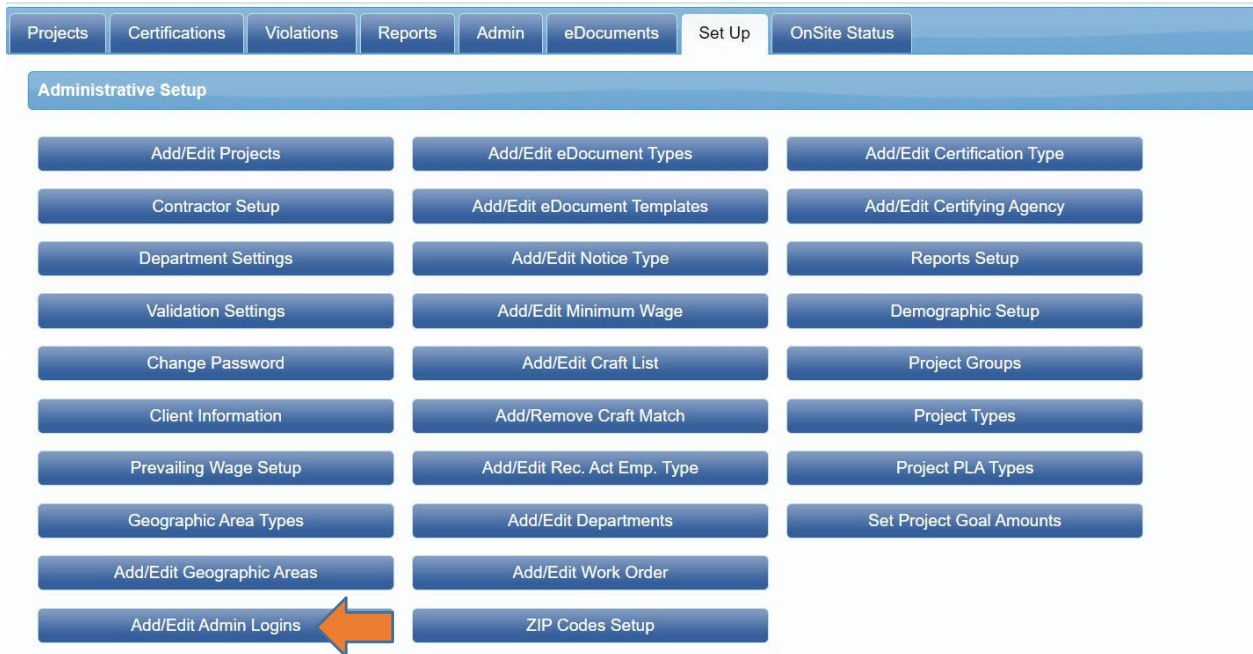 Projects Certifications Violations Reports Admin eDocuments Set Up OnSite Status
Administrative Setup
Add/Edit Projects Add/Edit eDocument Types Add/Edit Certification Type
Contractor Setup Add/Edit eDocument Templates Add/Edit Certifying Agency
Department Settings Add/Edit Notice Type Reports Setup
Validation Settings Add/Edit Minimum Wage Demographic Setup
Change Password Add/Edit Craft List Project Groups
Client Information Add/Remove Craft Match Project Types
Prevailing Wage Setup Add/Edit Rec. Act Emp. Type Project PLA Types
Geographic Area Types Add/Edit Departments Set Project Goal Amounts
Add/Edit Geographic Areas Add/Edit Work Order
Add/Edit Admin Logins ZIP Codes Setup